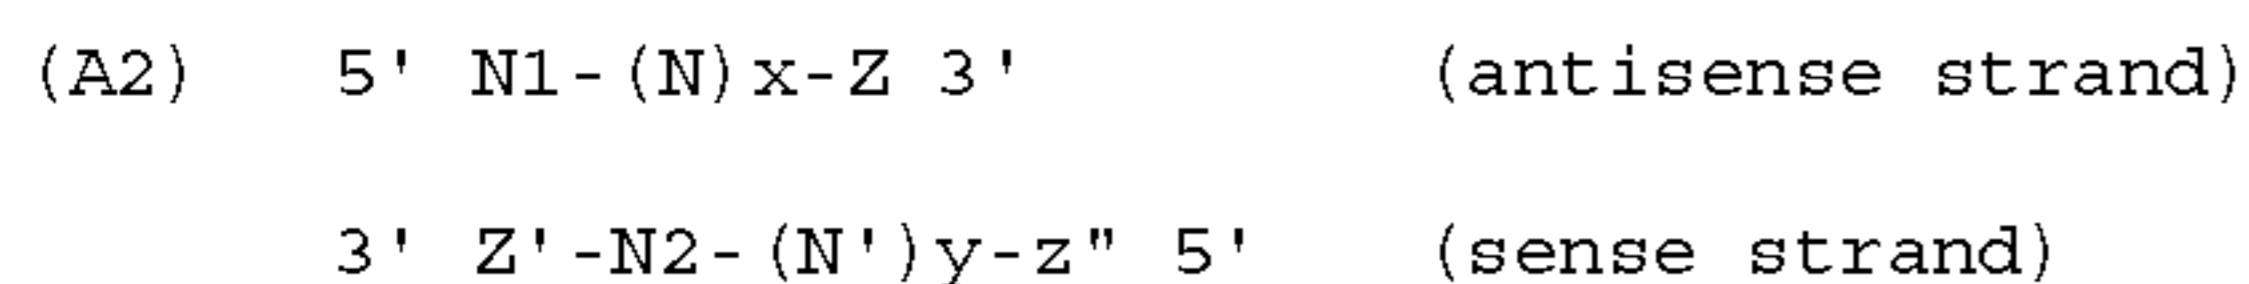 (A2) 5' N1-(N)x-Z 3' (antisense strand)
3' Z'-N2-(N')y-z" 5' (sense strand)